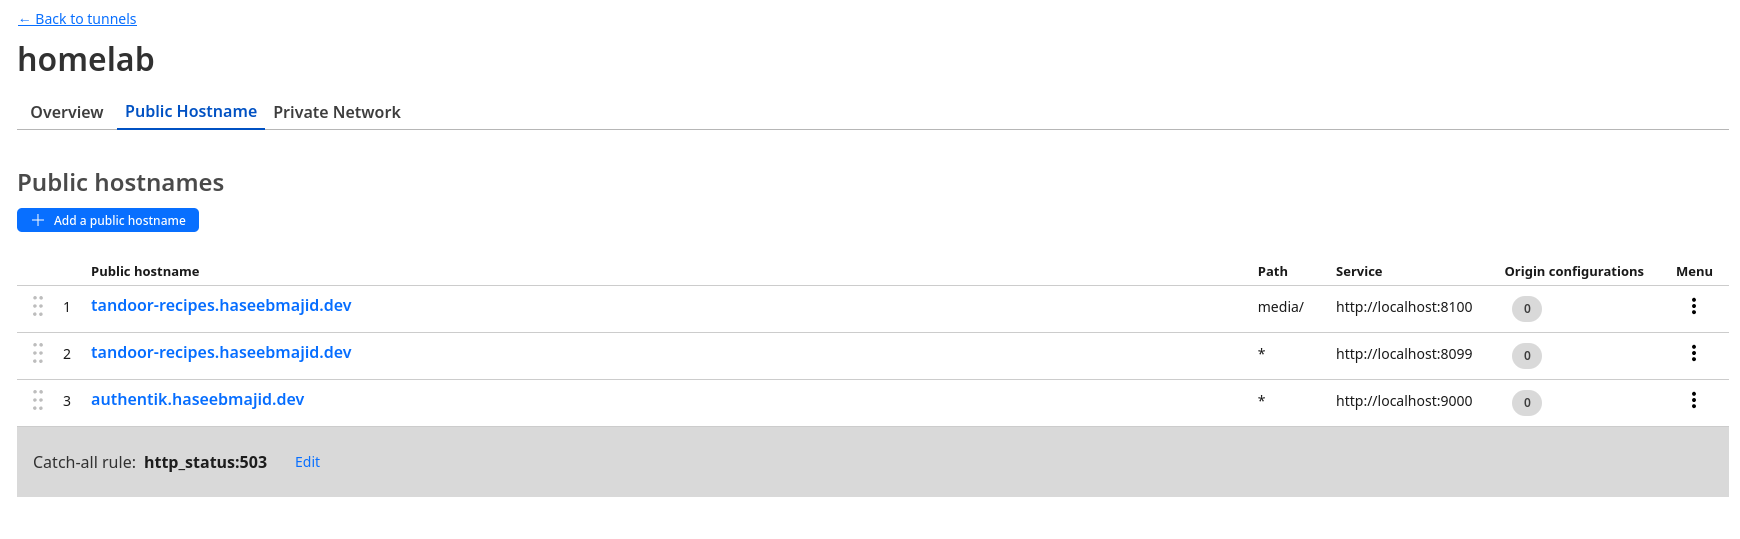 ← Back to tunnels
homelab
Overview Public Hostname Private Network
Public hostnames
+ Add a public hostname
Public hostname Path Service Origin configurations Menu
1 tandoor-recipes.haseebmajid.dev media/ http://localhost:8100 0
2 tandoor-recipes.haseebmajid.dev * http://localhost:8099 0
3 authentik.haseebmajid.dev * http://localhost:9000 0
Catch-all rule: http_status:503 Edit